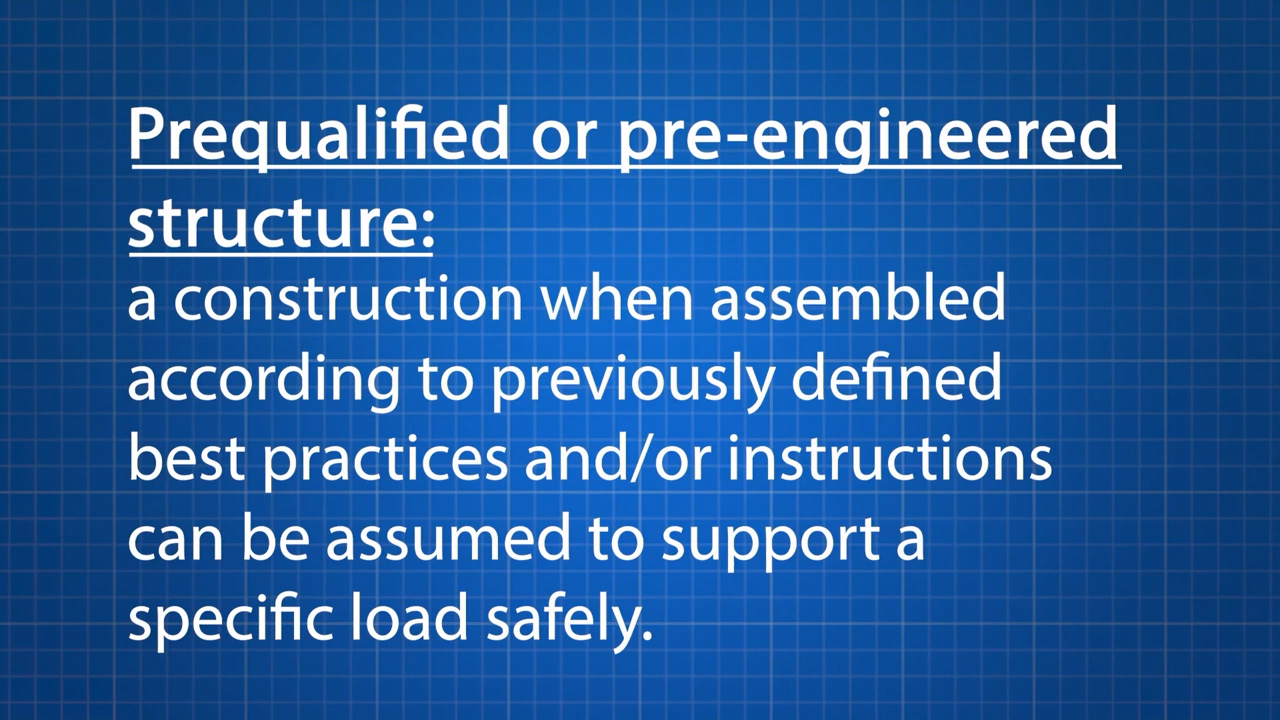 Prequalified or pre-engineered
structure:
a construction when assembled
according to previously defined
best practices and/or instructions
can be assumed to support a
specific load safely.